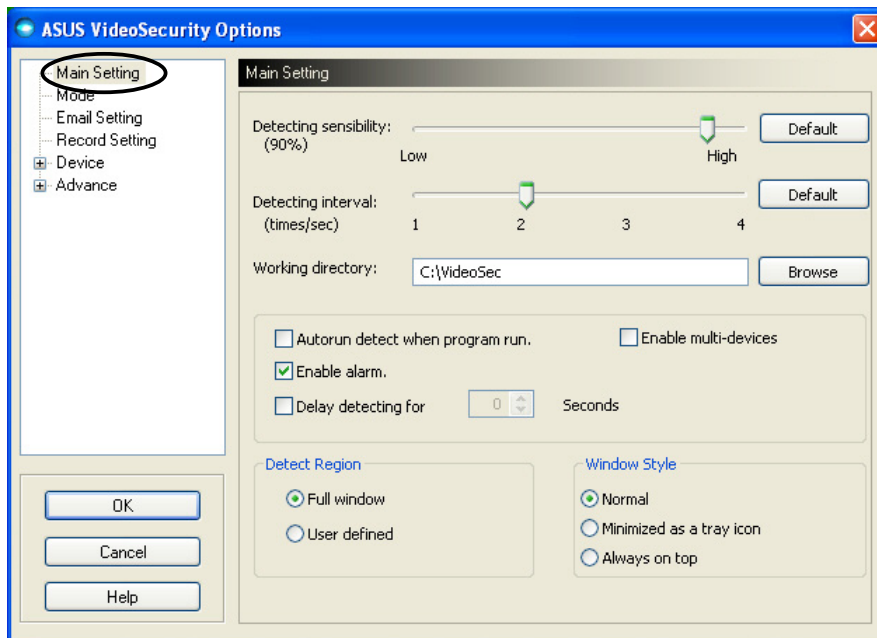 ASUS VideoSecurity Options
Main Setting
Mode
Email Setting
Record Setting
Device
Advance
OK
Cancel
Help
Main Setting
Detecting sensibility:
(90%)
Low
High
Default
Detecting interval:
(times/sec)
1 2 3 4
Default
Working directory:
C:\VideoSec
Browse
Autorun detect when program run.
Enable multi-devices
Enable alarm.
Delay detecting for 0 Seconds
Detect Region
Full window
User defined
Window Style
Normal
Minimized as a tray icon
Always on top